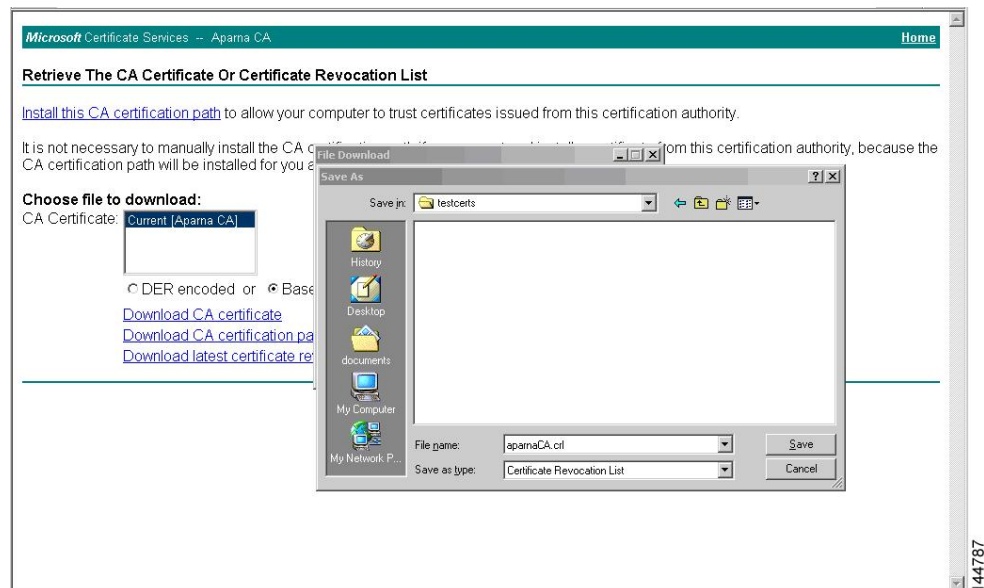 Microsoft Certificate Services -- Aparna CA Home
Retrieve The CA Certificate Or Certificate Revocation List
Install this CA certification path to allow your computer to trust certificates issued from this certification authority.
It is not necessary to manually install the CA from this certification authority, because the
CA certification path will be installed for you
File Download
Save As
Save in: testcerts
Choose file to download:
CA Certificate: Current [Aparna CA]
DER encoded or Base
Download CA certificate
Download CA certification pa
Download latest certificate re
History
Desktop
documents
My Computer
My Network P...
File name: aparnaCA.crl Save
Save as type: Certificate Revocation List Cancel
144787